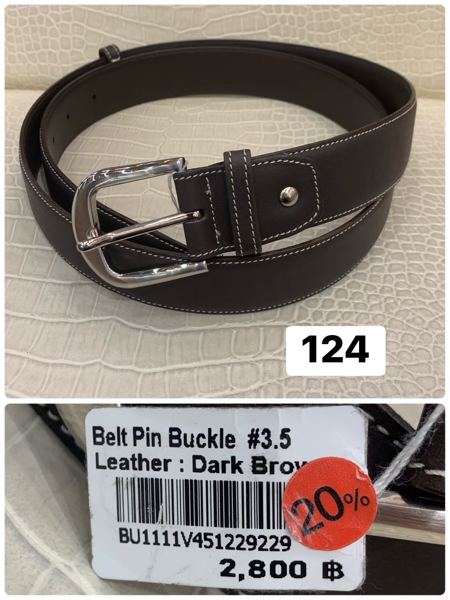 124
Belt Pin Buckle #3.5
Leather : Dark
20%
BU1111V451229229
2,800 ฿